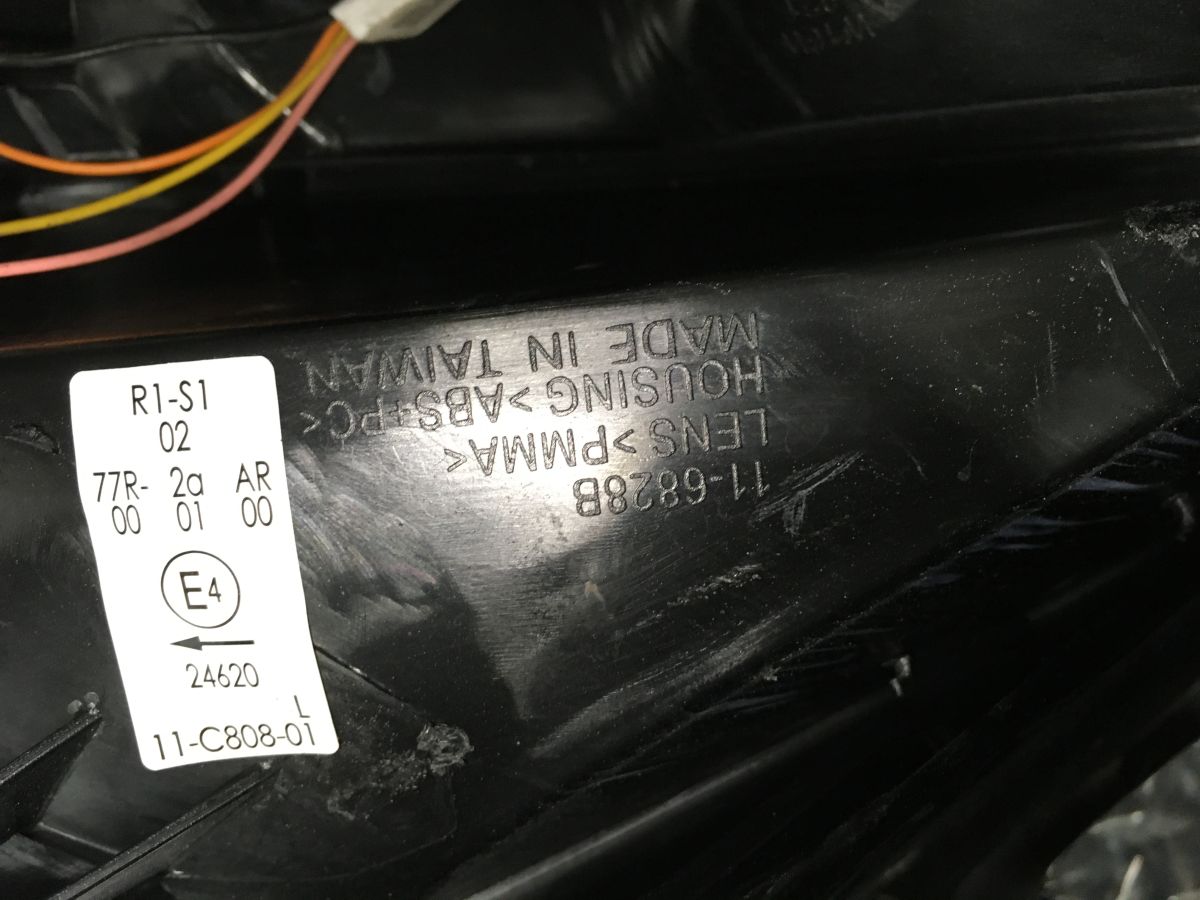 R1-S1
02
77R- 2a AR
00 01 00
E4
24620
L
11-C808-01
11-6828B
LENS>PMMA<
HOUSING>ABS+PC<
MADE IN TAIWAN